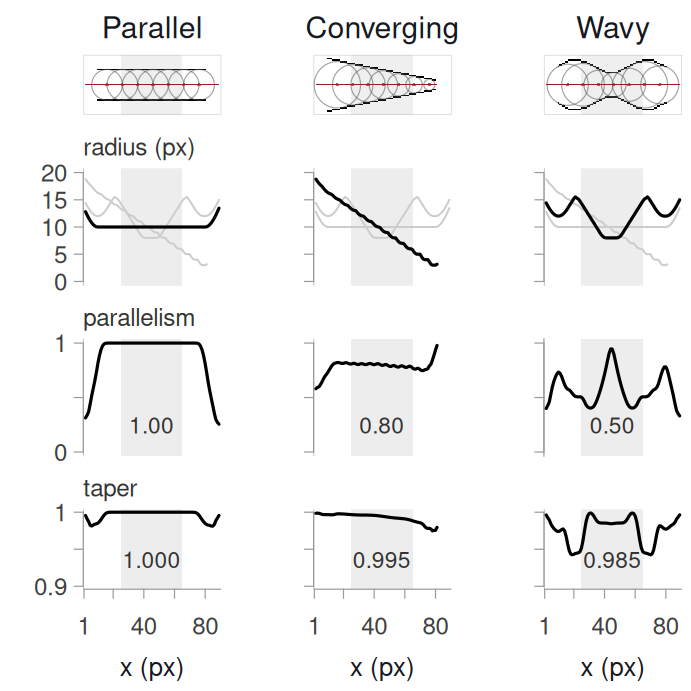 Parallel Converging Wavy
radius (px)
20
15
10
5
0
parallelism
1
0
1.00 0.80 0.50
taper
1
0.9
1.000 0.995 0.985
1 40 80 1 40 80 1 40 80
x (px) x (px) x (px)